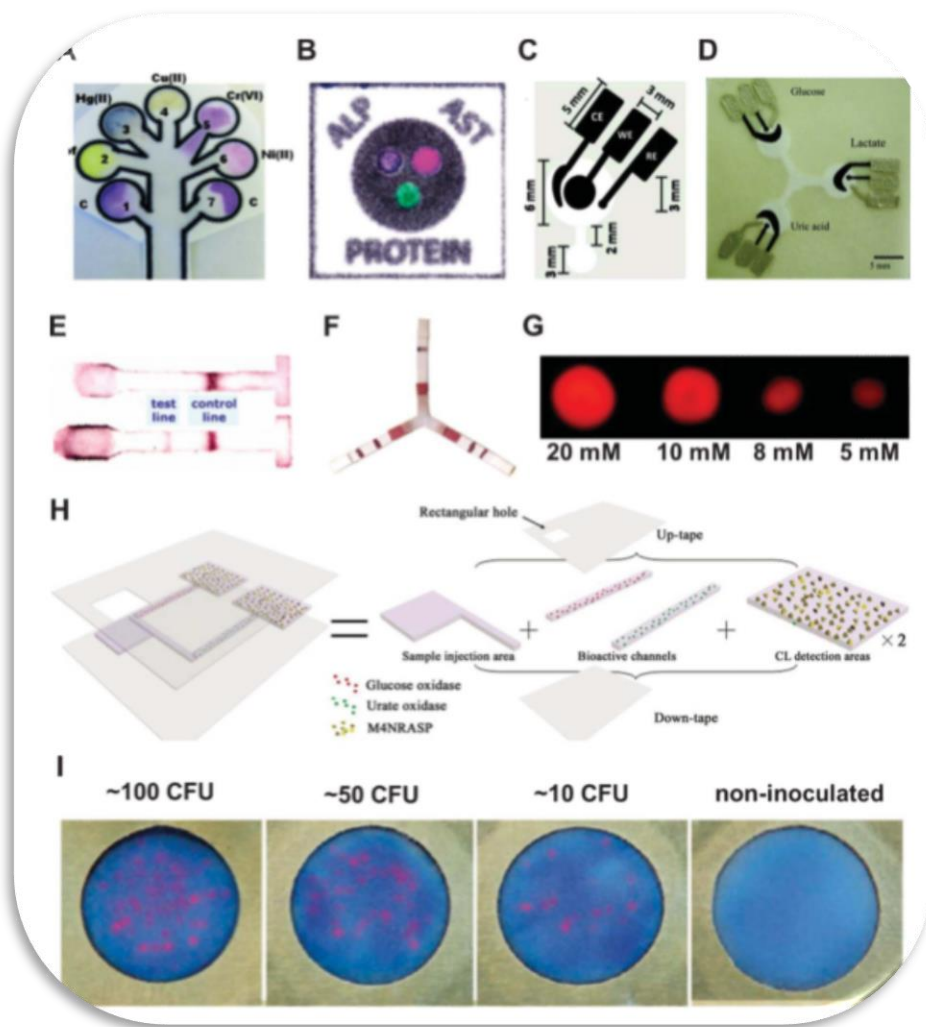 B
C
D
Cu(II)
Hg(II)
Cr(VI)
4
3
5
2
6
Ni(II)
C
1
7
C
ALP
AST
PROTEIN
5 mm
3 mm
CE
WE
RE
6 mm
3 mm
2 mm
3 mm
Glucose
Lactate
Uric acid
5 mm
E
F
G
test
line
control
line
20 mM
10 mM
8 mM
5 mM
H
Rectangular hole
Up-tape
=
+
+
× 2
Sample injection area
Bioactive channels
CL detection areas
Glucose oxidase
Urate oxidase
M4NRASP
Down-tape
I
~100 CFU
~50 CFU
~10 CFU
non-inoculated